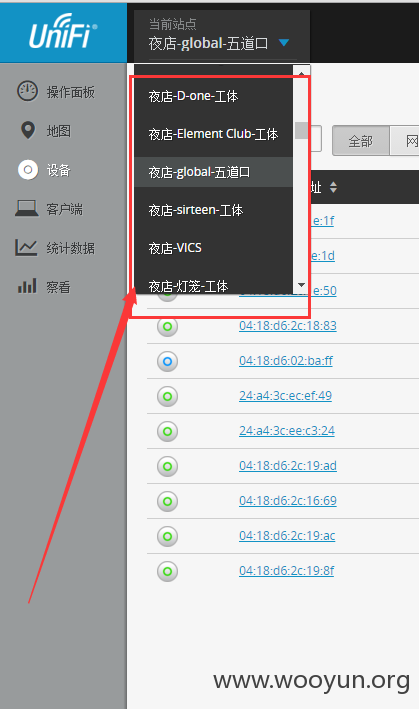 UniFi
当前站点
夜店-global-五道口
操作面板
地图
设备
客户端
统计数据
察看
夜店-D-one-工体
夜店-Element Club-工体
夜店-global-五道口
夜店-sirteen-工体
夜店-VICS
夜店-灯笼-工体
全部
网
址
e:1f
e:1d
e:50
04:18:d6:2c:18:83
04:18:d6:02:ba:ff
24:a4:3c:ec:ef:49
24:a4:3c:ee:c3:24
04:18:d6:2c:19:ad
04:18:d6:2c:16:69
04:18:d6:2c:19:ac
04:18:d6:2c:19:8f
www.wooyun.org